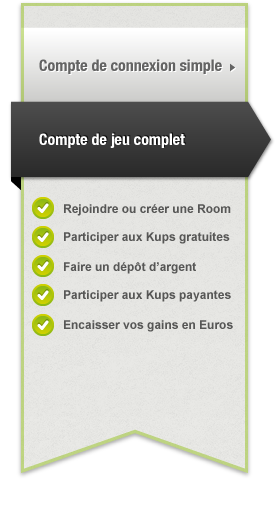 Compte de connexion simple
Compte de jeu complet
Rejoindre ou créer une Room
Participer aux Kups gratuites
Faire un dépôt d'argent
Participer aux Kups payantes
Encaisser vos gains en Euros